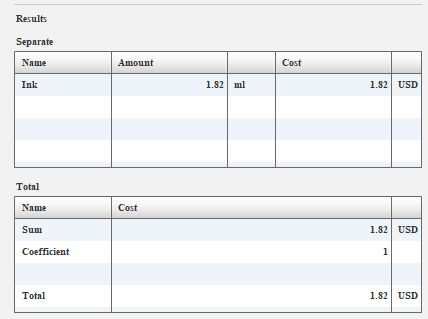 Results
Separate
Name Amount Cost
Ink 1.82 ml 1.82 USD
Total
Name Cost
Sum 1.82 USD
Coefficient 1
Total 1.82 USD